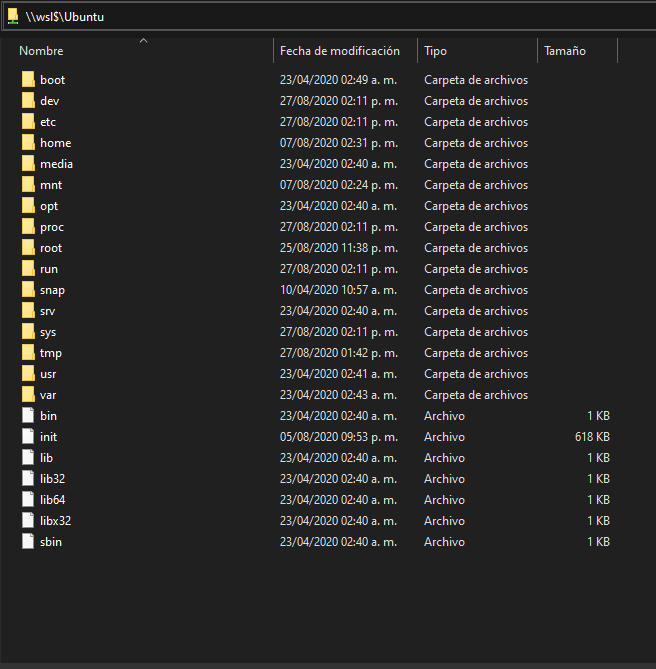 \\wsl$\Ubuntu
Nombre Fecha de modificación Tipo Tamaño
boot 23/04/2020 02:49 a. m. Carpeta de archivos
dev 27/08/2020 02:11 p. m. Carpeta de archivos
etc 27/08/2020 02:11 p. m. Carpeta de archivos
home 07/08/2020 02:31 p. m. Carpeta de archivos
media 23/04/2020 02:40 a. m. Carpeta de archivos
mnt 07/08/2020 02:24 p. m. Carpeta de archivos
opt 23/04/2020 02:40 a. m. Carpeta de archivos
proc 27/08/2020 02:11 p. m. Carpeta de archivos
root 25/08/2020 11:38 p. m. Carpeta de archivos
run 27/08/2020 02:11 p. m. Carpeta de archivos
snap 10/04/2020 10:57 a. m. Carpeta de archivos
srv 23/04/2020 02:40 a. m. Carpeta de archivos
sys 27/08/2020 02:11 p. m. Carpeta de archivos
tmp 27/08/2020 01:42 p. m. Carpeta de archivos
usr 23/04/2020 02:41 a. m. Carpeta de archivos
var 23/04/2020 02:43 a. m. Carpeta de archivos
bin 23/04/2020 02:40 a. m. Archivo 1 KB
init 05/08/2020 09:53 p. m. Archivo 618 KB
lib 23/04/2020 02:40 a. m. Archivo 1 KB
lib32 23/04/2020 02:40 a. m. Archivo 1 KB
lib64 23/04/2020 02:40 a. m. Archivo 1 KB
libx32 23/04/2020 02:40 a. m. Archivo 1 KB
sbin 23/04/2020 02:40 a. m. Archivo 1 KB